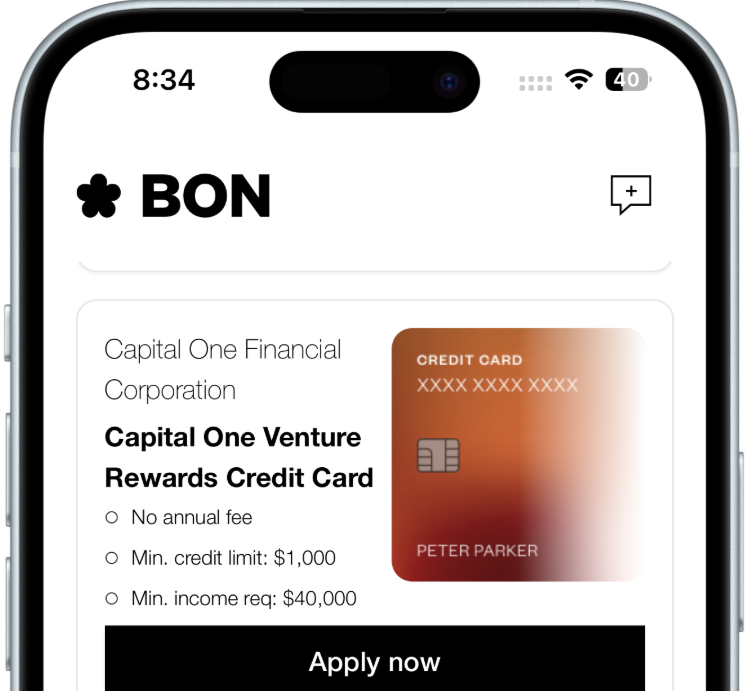 8:34
40
BON
Capital One Financial
Corporation
Capital One Venture
Rewards Credit Card
No annual fee
Min. credit limit: $1,000
Min. income req: $40,000
CREDIT CARD
XXXX XXXX XXXX
PETER PARKER
Apply now